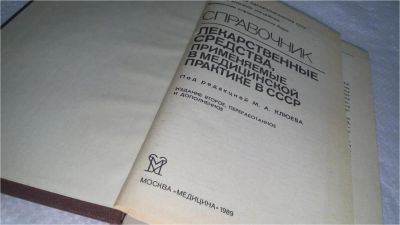 СПРАВОЧНИК
ЛЕКАРСТВЕННЫЕ
СРЕДСТВА,
ПРИМЕНЯЕМЫЕ
В МЕДИЦИНСКОЙ
ПРАКТИКЕ В СССР
Под редакцией М. А. КЛЮЕВА
ИЗДАНИЕ ВТОРОЕ, ПЕРЕРАБОТАННОЕ
И ДОПОЛНЕННОЕ
МОСКВА «МЕДИЦИНА» 1989